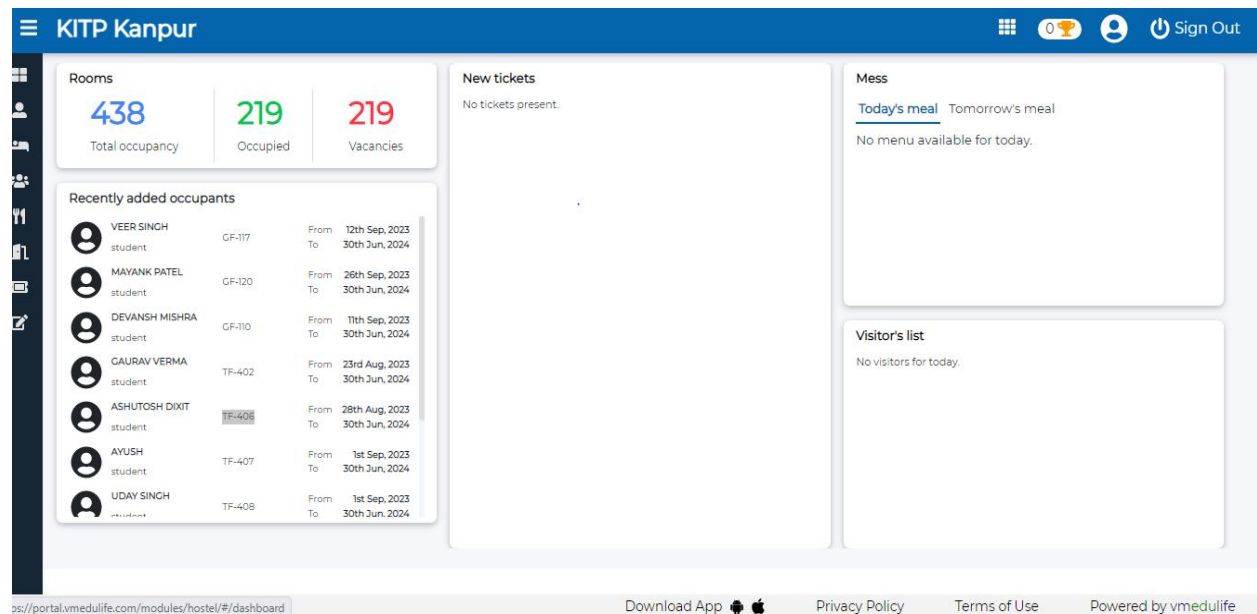 KITP Kanpur
0
Sign Out
Rooms
438 219 219
Total occupancy Occupied Vacancies
Recently added occupants
VEER SINGH
student
GF-117
From 12th Sep, 2023
To 30th Jun, 2024
MAYANK PATEL
student
GF-120
From 26th Sep, 2023
To 30th Jun, 2024
DEVANSH MISHRA
student
GF-110
From 11th Sep, 2023
To 30th Jun, 2024
GAURAV VERMA
student
TF-402
From 23rd Aug, 2023
To 30th Jun, 2024
ASHUTOSH DIXIT
student
TF-406
From 28th Aug, 2023
To 30th Jun, 2024
AYUSH
student
TF-407
From 1st Sep, 2023
To 30th Jun, 2024
UDAY SINGH
student
TF-408
From 1st Sep, 2023
To 30th Jun, 2024
New tickets
No tickets present.
Mess
Today's meal Tomorrow's meal
No menu available for today.
Visitor's list
No visitors for today.
ps://portal.vmedulife.com/modules/hostel/#/dashboard
Download App Privacy Policy Terms of Use Powered by vmedulife